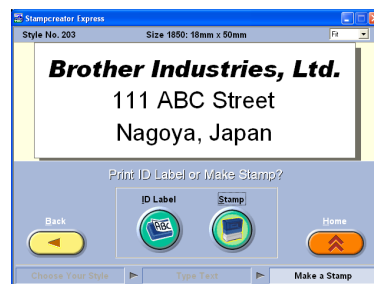 Stampcreator Express
Style No. 203 Size 1850: 18mm x 50mm Fit
Brother Industries, Ltd.
111 ABC Street
Nagoya, Japan
Print ID Label or Make Stamp?
ID Label Stamp
ABC
Back Home
Choose Your Style Type Text Make a Stamp